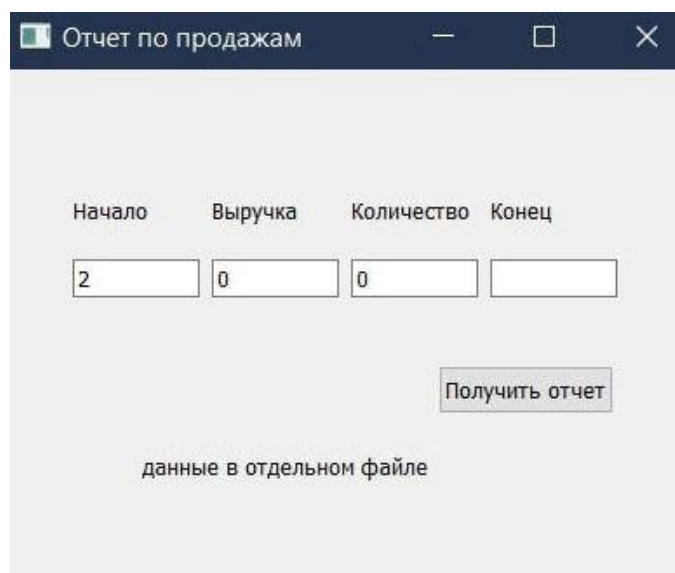 Отчет по продажам
Начало Выручка Количество Конец
2 0 0
Получить отчет
данные в отдельном файле